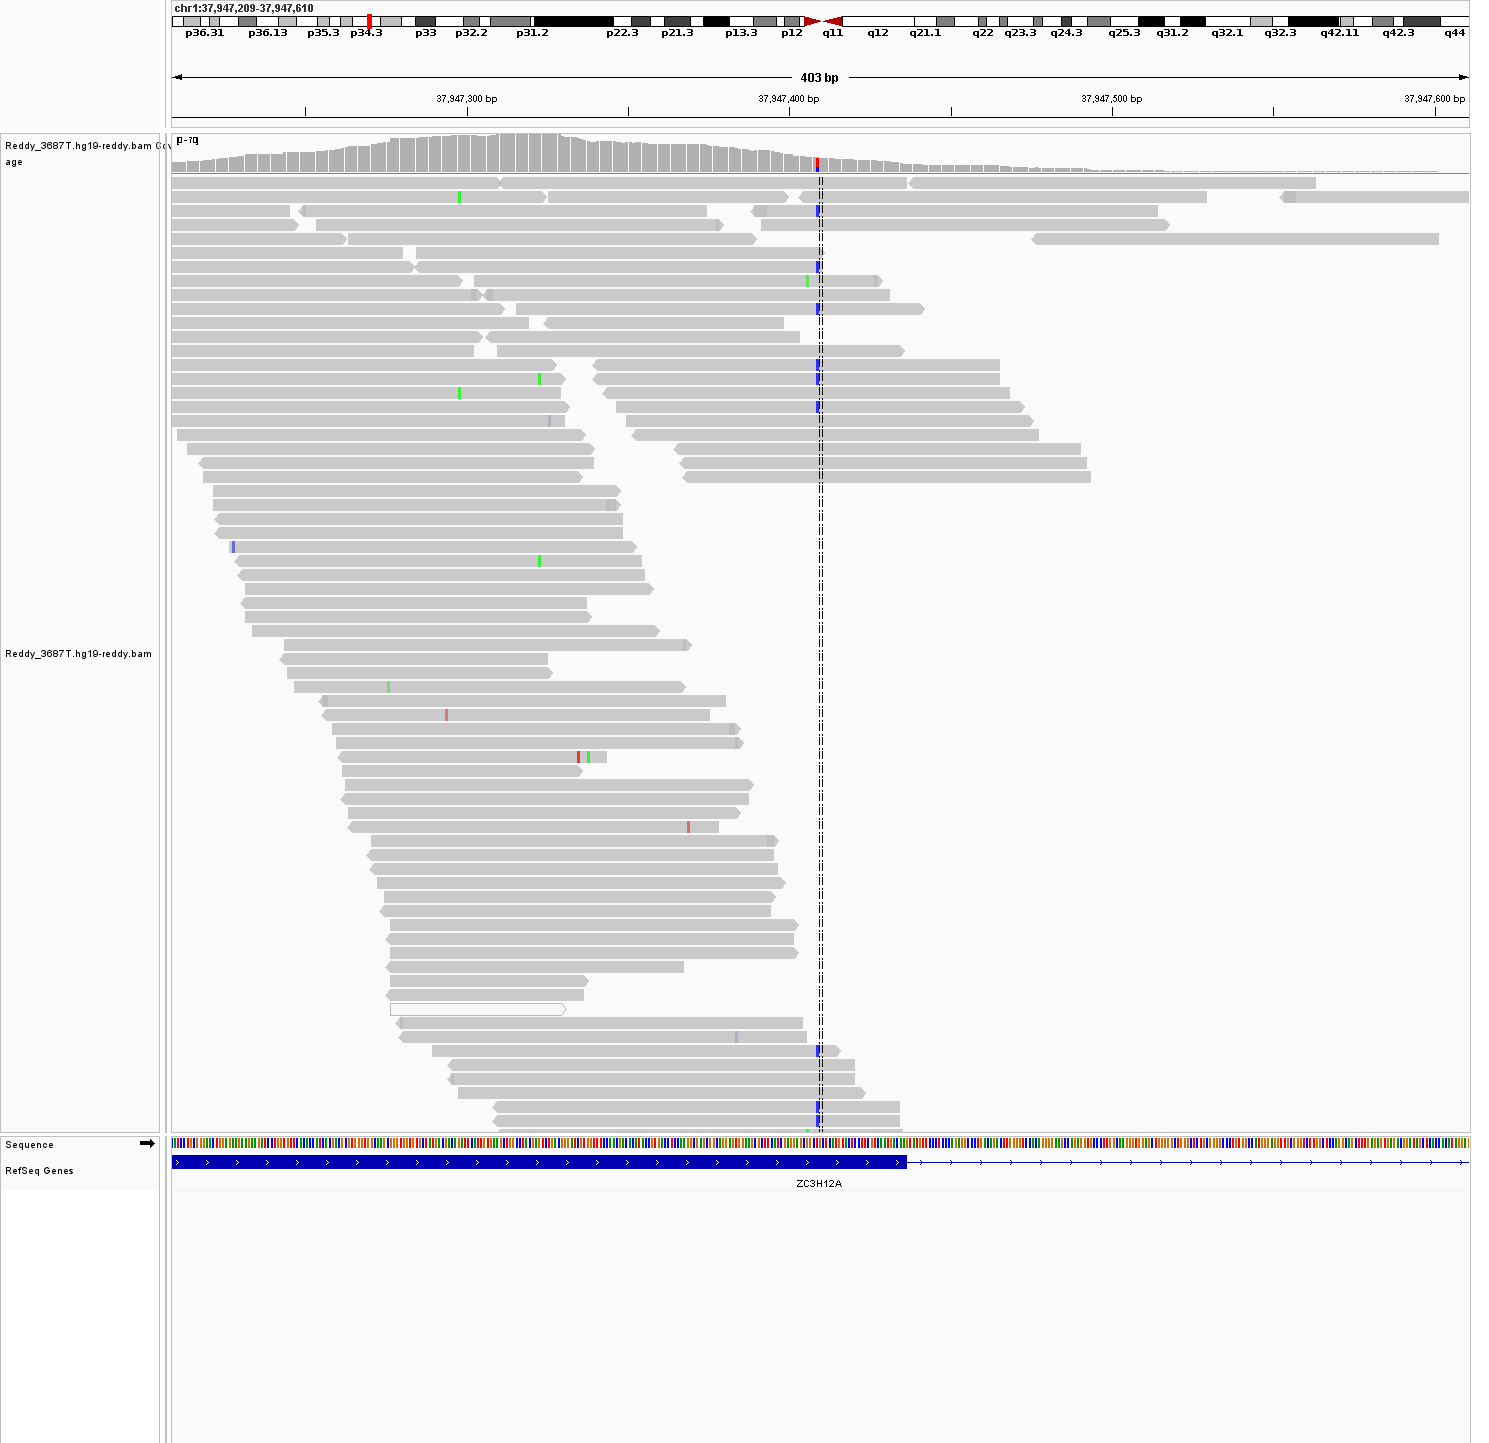 chr1:37,947,209-37,947,610
p36.31 p36.13 p35.3 p34.3 p33 p32.2 p31.2 p22.3 p21.3 p13.3 p12 q11 q12 q21.1 q22 q23.3 q24.3 q25.3 q31.2 q32.1 q32.3 q42.11 q42.3 q44
403 bp
37,947,300 bp 37,947,400 bp 37,947,500 bp 37,947,600 bp
Reddy_3687T.hg19-reddy.bam Cov
age
Reddy_3687T.hg19-reddy.bam
Sequence
RefSeq Genes
ZC3H12A